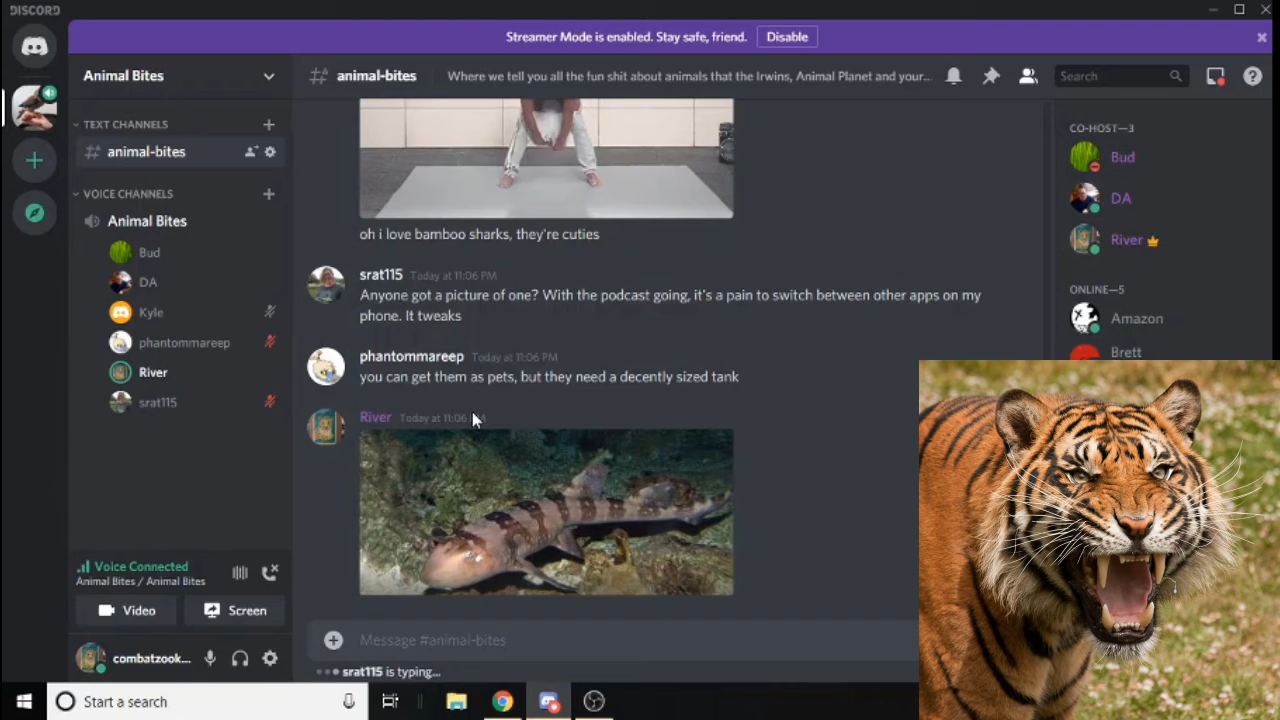 DISCORD
Streamer Mode is enabled. Stay safe, friend.
Disable
Animal Bites
animal-bites
Where we tell you all the fun shit about animals that the Irwins, Animal Planet and your...
Search
TEXT CHANNELS
animal-bites
VOICE CHANNELS
Animal Bites
Bud
DA
Kyle
phantommareep
River
srat115
Voice Connected
Animal Bites / Animal Bites
Video
Screen
combatzook...
oh i love bamboo sharks, they're cuties
srat115 Today at 11:06 PM
Anyone got a picture of one? With the podcast going, it's a pain to switch between other apps on my
phone. It tweaks
phantommareep Today at 11:06 PM
you can get them as pets, but they need a decently sized tank
River Today at 11:06
Message #animal-bites
srat115 is typing...
CO-HOST—3
Bud
DA
River
ONLINE—5
Amazon
Brett
Start a search